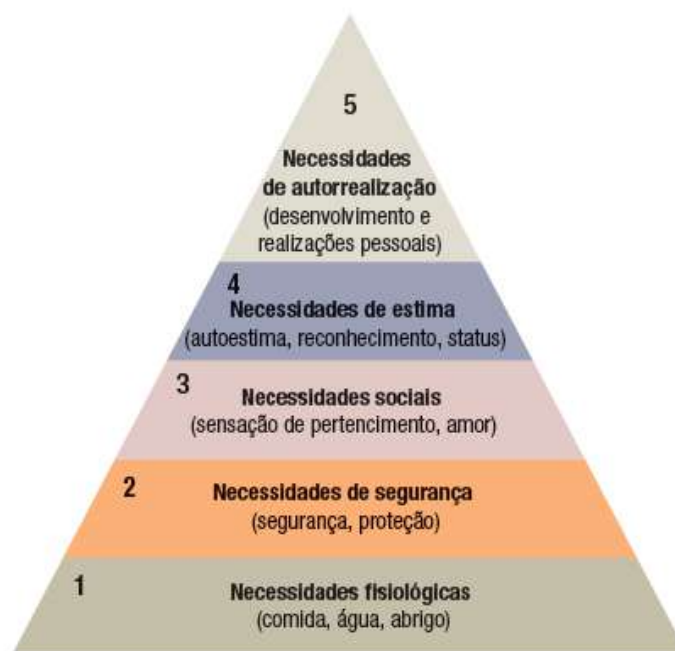 5
Necessidades
de autorrealização
(desenvolvimento e
realizações pessoais)
4
Necessidades de estima
(autoestima, reconhecimento, status)
3
Necessidades sociais
(sensação de pertencimento, amor)
2
Necessidades de segurança
(segurança, proteção)
1
Necessidades fisiológicas
(comida, água, abrigo)